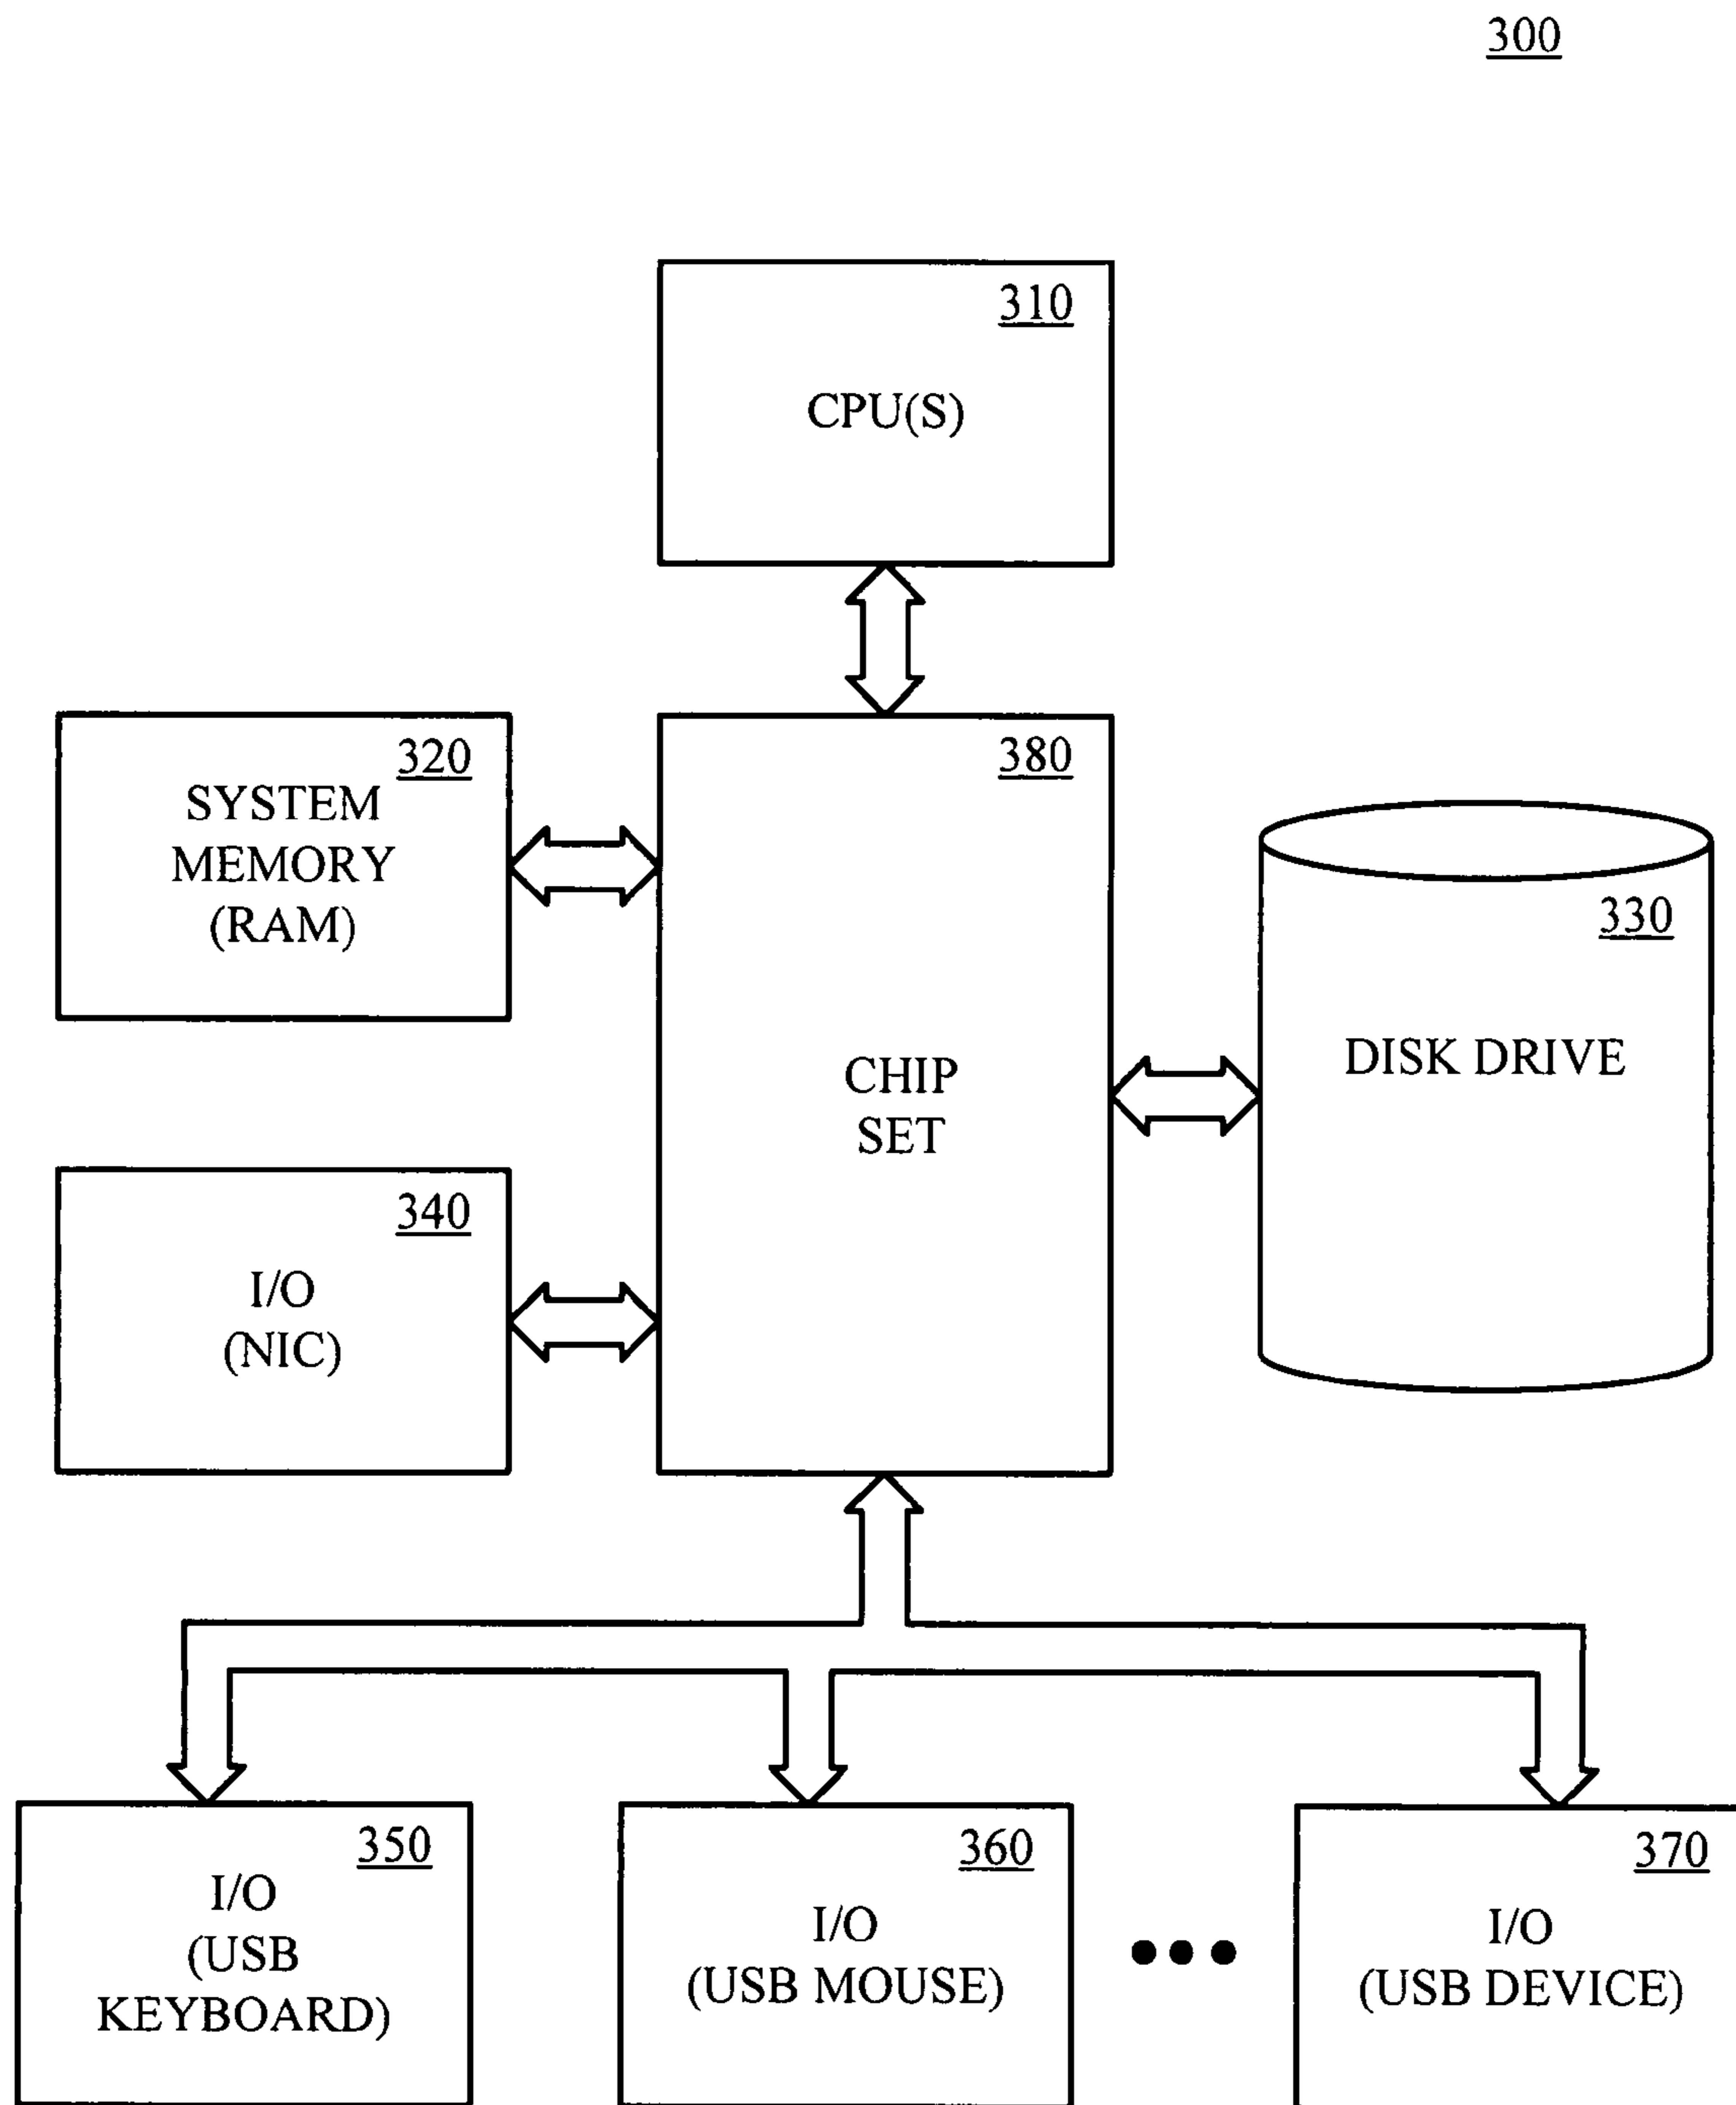 300
310
CPU(S)
320
SYSTEM
MEMORY
(RAM)
380
CHIP
SET
330
DISK DRIVE
340
I/O
(NIC)
350
I/O
(USB
KEYBOARD)
360
I/O
(USB MOUSE)
370
I/O
(USB DEVICE)